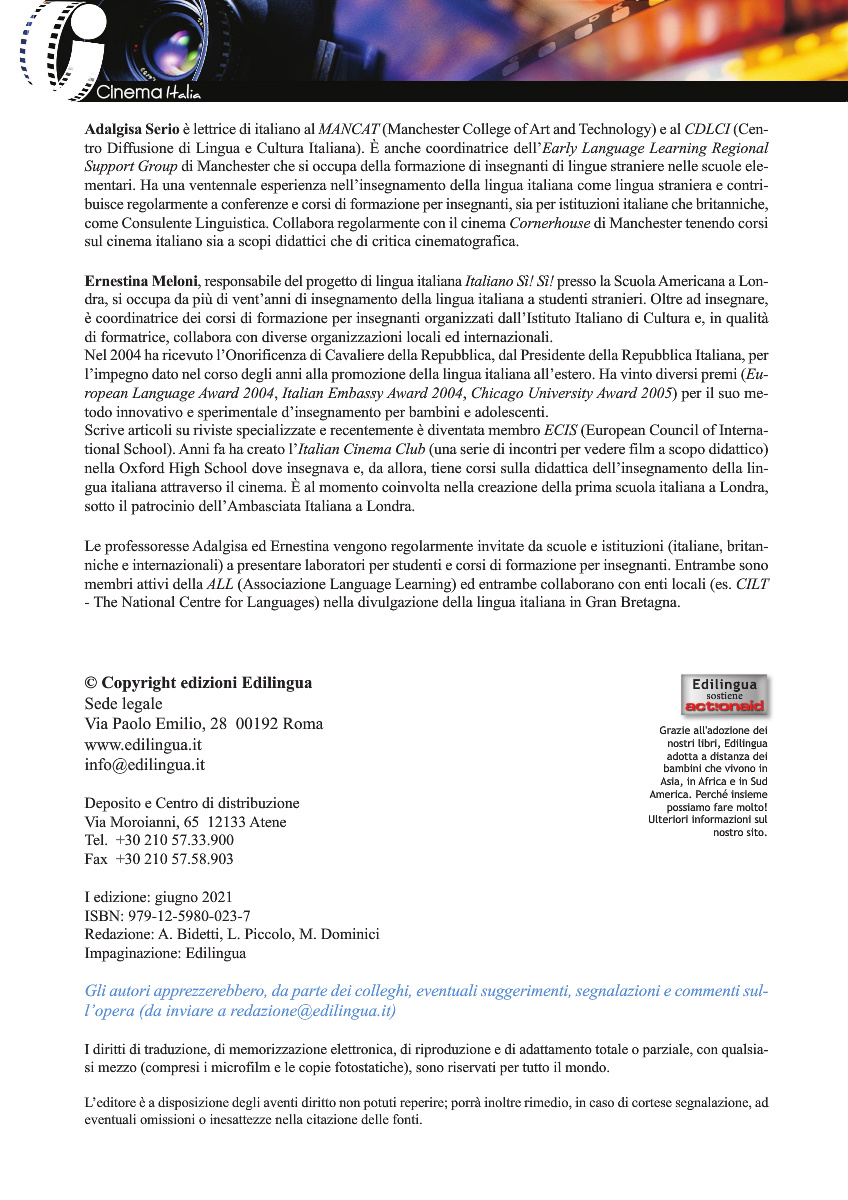 Cinema Italia
Adalgisa Serio è lettrice di italiano al MANCAT (Manchester College of Art and Technology) e al CDLCI (Cen-
tro Diffusione di Lingua e Cultura Italiana). È anche coordinatrice dell'Early Language Learning Regional
Support Group di Manchester che si occupa della formazione di insegnanti di lingue straniere nelle scuole ele-
mentari. Ha una ventennale esperienza nell'insegnamento della lingua italiana come lingua straniera e contri-
buisce regolarmente a conferenze e corsi di formazione per insegnanti, sia per istituzioni italiane che britanniche,
come Consulente Linguistica. Collabora regolarmente con il cinema Cornerhouse di Manchester tenendo corsi
sul cinema italiano sia a scopi didattici che di critica cinematografica.
Ernestina Meloni, responsabile del progetto di lingua italiana Italiano Sì! Sì! presso la Scuola Americana a Lon-
dra, si occupa da più di vent'anni di insegnamento della lingua italiana a studenti stranieri. Oltre ad insegnare,
è coordinatrice dei corsi di formazione per insegnanti organizzati dall'Istituto Italiano di Cultura e, in qualità
di formatrice, collabora con diverse organizzazioni locali ed internazionali.
Nel 2004 ha ricevuto l'Onorificenza di Cavaliere della Repubblica, dal Presidente della Repubblica Italiana, per
l'impegno dato nel corso degli anni alla promozione della lingua italiana all'estero. Ha vinto diversi premi (Eu-
ropean Language Award 2004, Italian Embassy Award 2004, Chicago University Award 2005) per il suo me-
todo innovativo e sperimentale d'insegnamento per bambini e adolescenti.
Scrive articoli su riviste specializzate e recentemente è diventata membro ECIS (European Council of Interna-
tional School). Anni fa ha creato l'Italian Cinema Club (una serie di incontri per vedere film a scopo didattico)
nella Oxford High School dove insegnava e, da allora, tiene corsi sulla didattica dell'insegnamento della lin-
gua italiana attraverso il cinema. È al momento coinvolta nella creazione della prima scuola italiana a Londra,
sotto il patrocinio dell'Ambasciata Italiana a Londra.
Le professoresse Adalgisa ed Ernestina vengono regolarmente invitate da scuole e istituzioni (italiane, britan-
niche e internazionali) a presentare laboratori per studenti e corsi di formazione per insegnanti. Entrambe sono
membri attivi della ALL (Associazione Language Learning) ed entrambe collaborano con enti locali (es. CILT
- The National Centre for Languages) nella divulgazione della lingua italiana in Gran Bretagna.
© Copyright edizioni Edilingua
Sede legale
Via Paolo Emilio, 28 00192 Roma
www.edilingua.it
info@edilingua.it
Deposito e Centro di distribuzione
Via Moroianni, 65 12133 Atene
Tel. +30 210 57.33.900
Fax +30 210 57.58.903
I edizione: giugno 2021
ISBN: 979-12-5980-023-7
Redazione: A. Bidetti, L. Piccolo, M. Dominici
Impaginazione: Edilingua
Edilingua
sostiene
act!onaid
Grazie all'adozione dei
nostri libri, Edilingua
adotta a distanza dei
bambini che vivono in
Asia, in Africa e in Sud
America. Perché insieme
possiamo fare molto!
Ulteriori informazioni sul
nostro sito.
Gli autori apprezzerebbero, da parte dei colleghi, eventuali suggerimenti, segnalazioni e commenti sul-
l'opera (da inviare a redazione@edilingua.it)
I diritti di traduzione, di memorizzazione elettronica, di riproduzione e di adattamento totale o parziale, con qualsia-
si mezzo (compresi i microfilm e le copie fotostatiche), sono riservati per tutto il mondo.
L'editore è a disposizione degli aventi diritto non potuti reperire; porrà inoltre rimedio, in caso di cortese segnalazione, ad
eventuali omissioni o inesattezze nella citazione delle fonti.